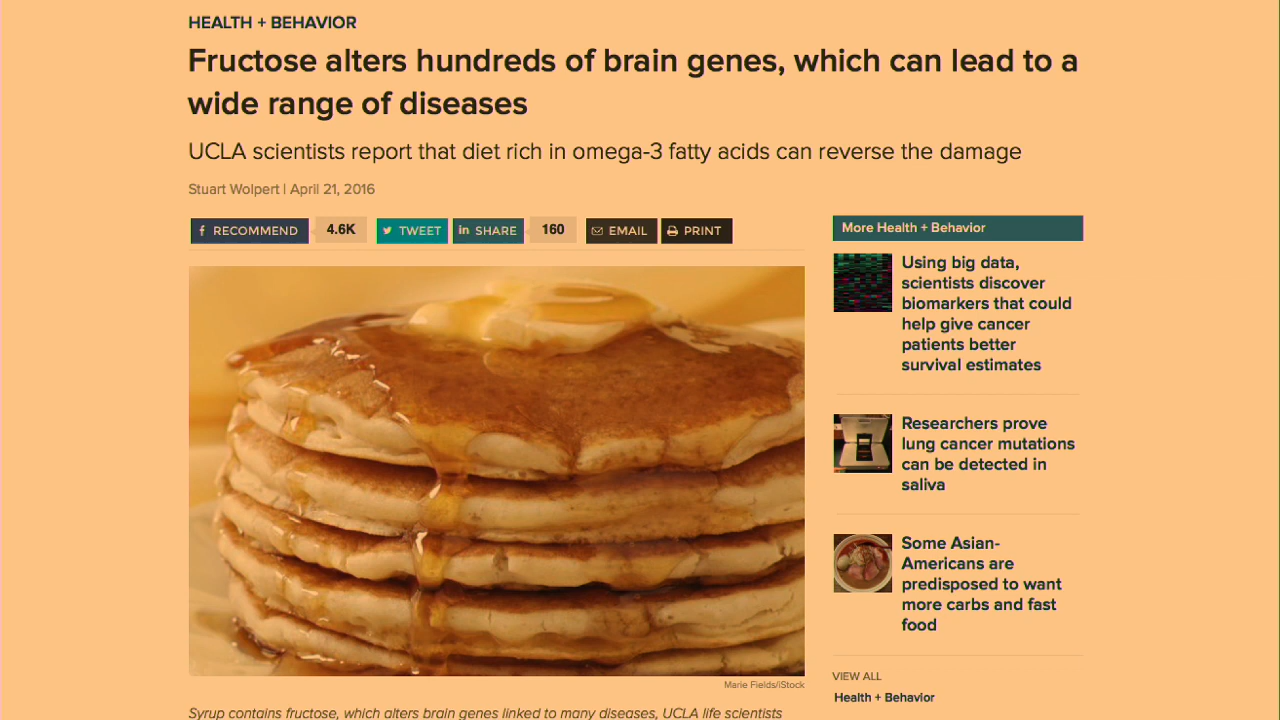 HEALTH + BEHAVIOR
Fructose alters hundreds of brain genes, which can lead to a
wide range of diseases
UCLA scientists report that diet rich in omega-3 fatty acids can reverse the damage
Stuart Wolpert | April 21, 2016
RECOMMEND 4.6K TWEET in SHARE 160 EMAIL PRINT
Marie Fields/iStock
Syrup contains fructose, which alters brain genes linked to many diseases, UCLA life scientists
More Health + Behavior
Using big data,
scientists discover
biomarkers that could
help give cancer
patients better
survival estimates
Researchers prove
lung cancer mutations
can be detected in
saliva
Some Asian-
Americans are
predisposed to want
more carbs and fast
food
VIEW ALL
Health + Behavior